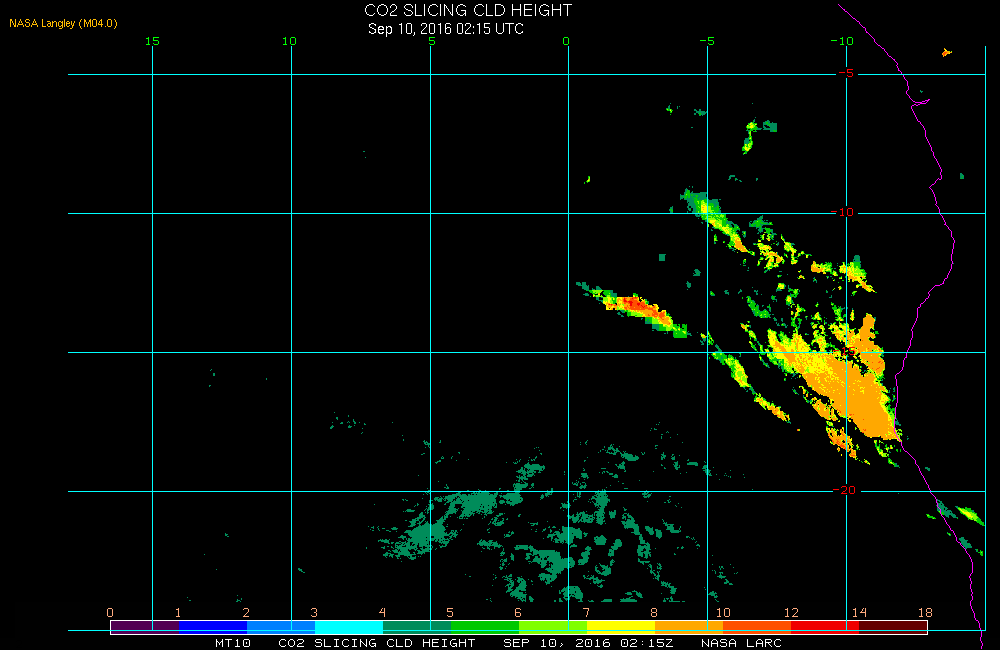 CO2 SLICING CLD HEIGHT
NASA Langley (M04.0)
Sep 10, 2016 02:15 UTC
15 10 5 0 -5 -10
-5
-10
-20
0 1 2 3 4 5 6 7 8 10 12 14 18
MT10 CO2 SLICING CLD HEIGHT SEP 10, 2016 02:15Z NASA LARC